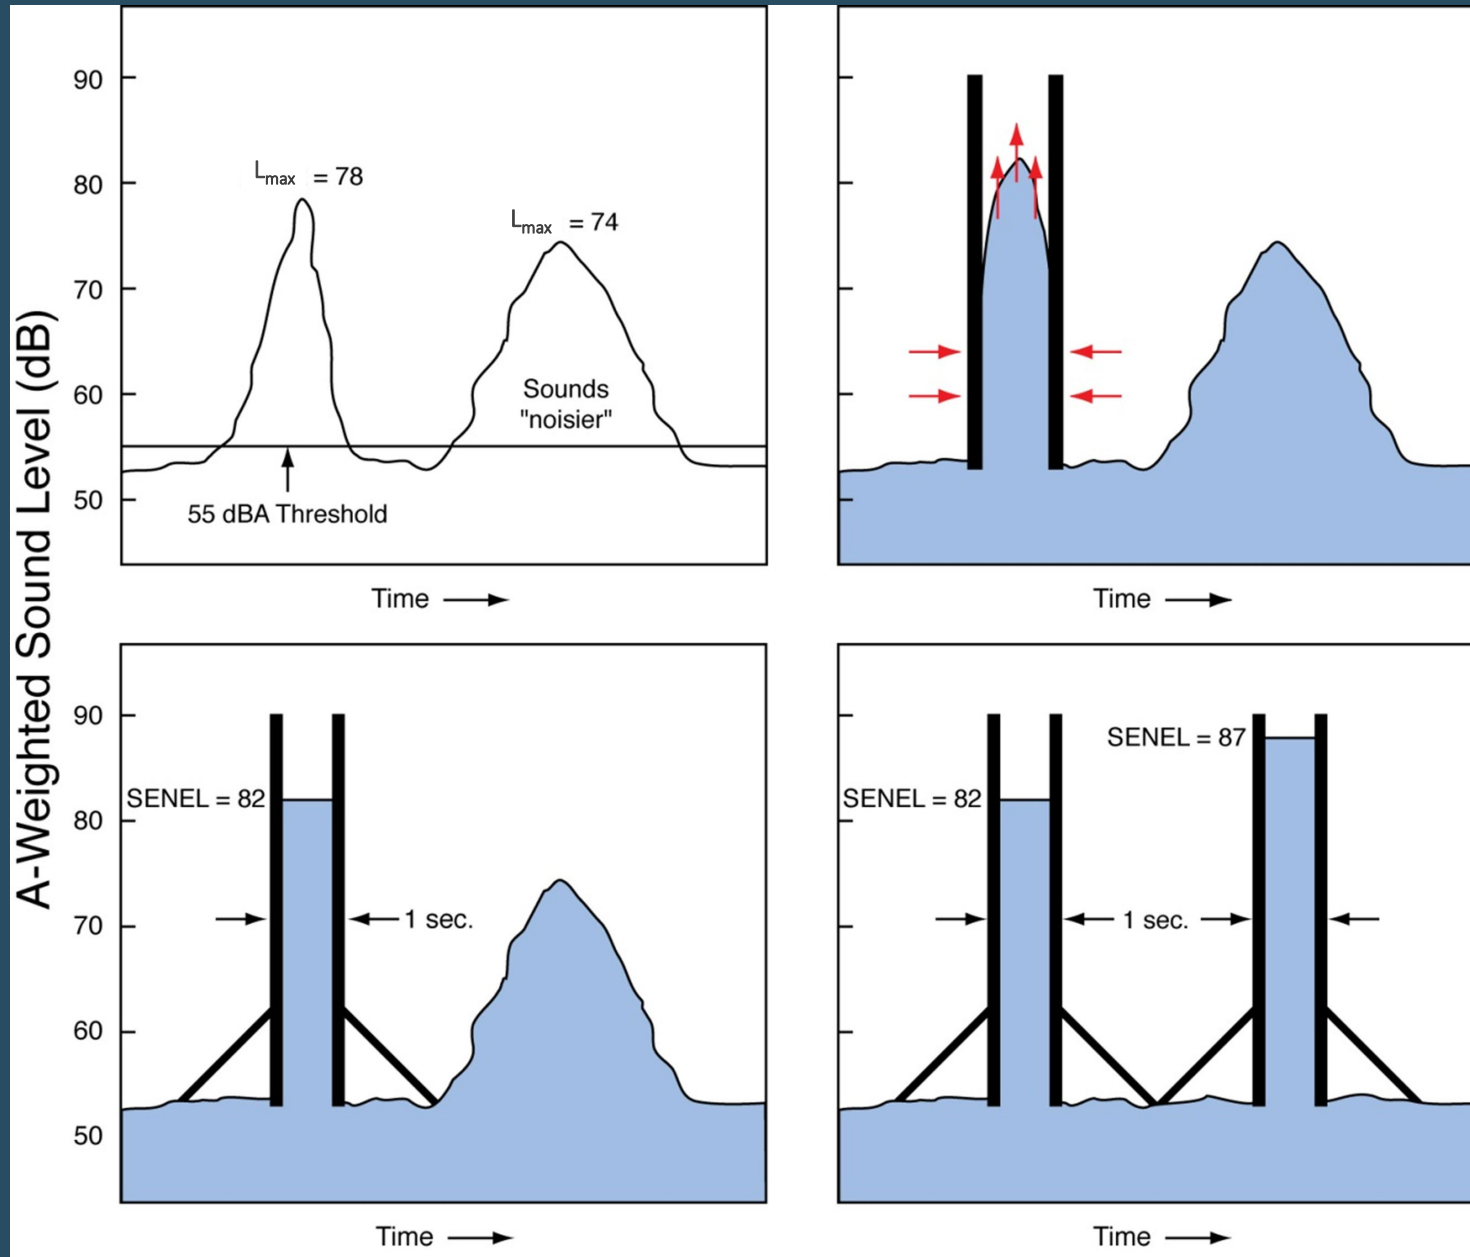 A-Weighted Sound Level (dB)
90
80
70
60
50
Lmax = 78
Lmax = 74
Sounds
"noisier"
55 dBA Threshold
Time
Time
90
80
70
60
50
SENEL = 82
1 sec.
Time
SENEL = 87
SENEL = 82
1 sec.
Time